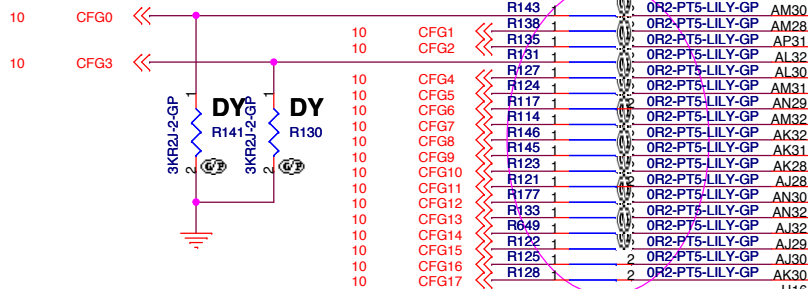 10 CFG0 R143 1 0R2-PT5-LILY-GP AM30
10 CFG1 R138 1 0R2-PT5-LILY-GP AM28
10 CFG2 R135 1 0R2-PT5-LILY-GP AP31
10 CFG3 R131 1 0R2-PT5-LILY-GP AL32
10 CFG4 R127 1 0R2-PT5-LILY-GP AL30
10 CFG5 R124 1 0R2-PT5-LILY-GP AM31
10 CFG6 R117 1 2 0R2-PT5-LILY-GP AN29
10 CFG7 R114 1 0R2-PT5-LILY-GP AM32
10 CFG8 R146 1 0R2-PT5-LILY-GP AK32
10 CFG9 R145 1 0R2-PT5-LILY-GP AK31
10 CFG10 R123 1 0R2-PT5-LILY-GP AK28
10 CFG11 R121 1 2 0R2-PT5-LILY-GP AJ28
10 CFG12 R177 1 0R2-PT5-LILY-GP AN30
10 CFG13 R133 1 0R2-PT5-LILY-GP AN32
10 CFG14 R649 1 0R2-PT5-LILY-GP AJ32
10 CFG15 R122 1 0R2-PT5-LILY-GP AJ29
10 CFG16 R125 1 2 0R2-PT5-LILY-GP AJ30
10 CFG17 R128 1 2 0R2-PT5-LILY-GP AK30
H16
1
3KR2J-2-GP
DY
R141
2
G/P
1
3KR2J-2-GP
DY
R130
2
G/P